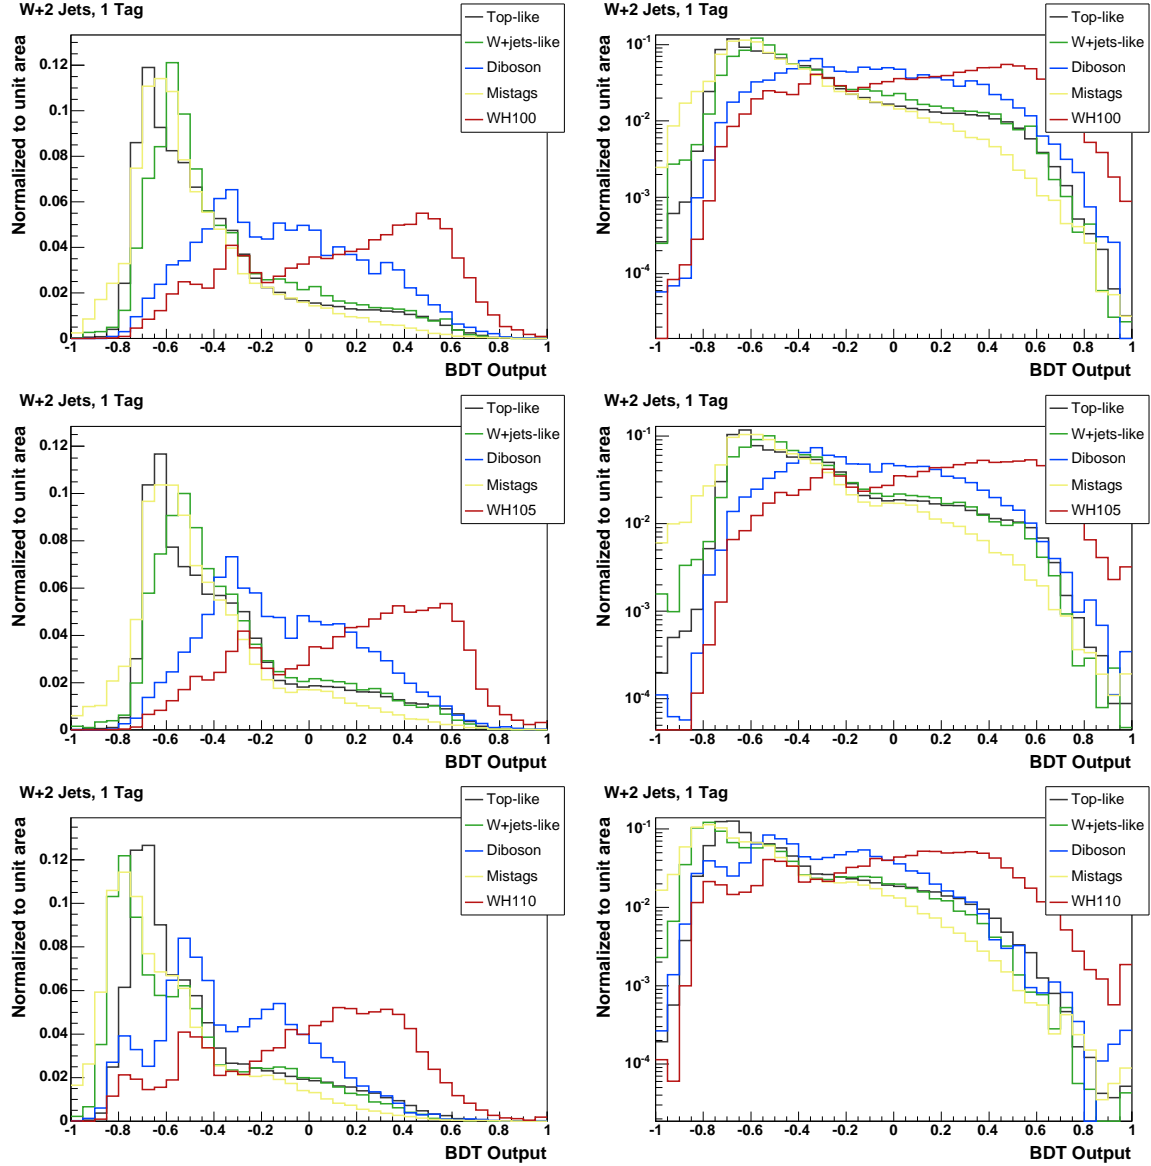 W+2 Jets, 1 Tag
Normalized to unit area
0.12
0.1
0.08
0.06
0.04
0.02
0
-1 -0.8 -0.6 -0.4 -0.2 0 0.2 0.4 0.6 0.8 1
BDT Output
Top-like
W+jets-like
Diboson
Mistags
WH100
W+2 Jets, 1 Tag
Normalized to unit area
10-1
10-2
10-3
10-4
-1 -0.8 -0.6 -0.4 -0.2 0 0.2 0.4 0.6 0.8 1
BDT Output
Top-like
W+jets-like
Diboson
Mistags
WH100
W+2 Jets, 1 Tag
Normalized to unit area
0.12
0.1
0.08
0.06
0.04
0.02
0
-1 -0.8 -0.6 -0.4 -0.2 0 0.2 0.4 0.6 0.8 1
BDT Output
Top-like
W+jets-like
Diboson
Mistags
WH105
W+2 Jets, 1 Tag
Normalized to unit area
10-1
10-2
10-3
10-4
-1 -0.8 -0.6 -0.4 -0.2 0 0.2 0.4 0.6 0.8 1
BDT Output
Top-like
W+jets-like
Diboson
Mistags
WH105
W+2 Jets, 1 Tag
Normalized to unit area
0.12
0.1
0.08
0.06
0.04
0.02
0
-1 -0.8 -0.6 -0.4 -0.2 0 0.2 0.4 0.6 0.8 1
BDT Output
Top-like
W+jets-like
Diboson
Mistags
WH110
W+2 Jets, 1 Tag
Normalized to unit area
10-1
10-2
10-3
10-4
-1 -0.8 -0.6 -0.4 -0.2 0 0.2 0.4 0.6 0.8 1
BDT Output
Top-like
W+jets-like
Diboson
Mistags
WH110